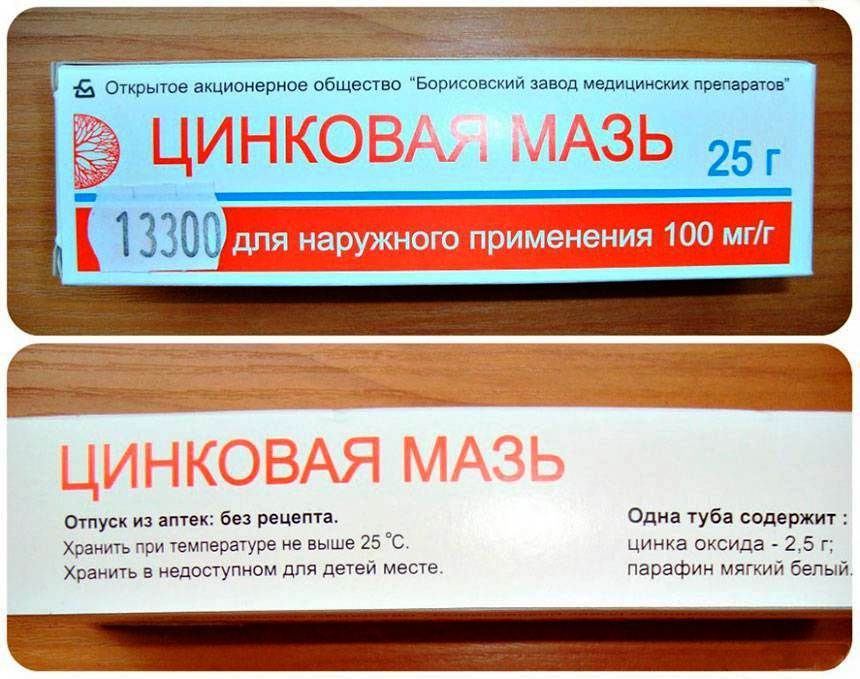 Открытое акционерное общество "Борисовский завод медицинских препаратов"
ЦИНКОВАЯ МАЗЬ 25 г
13300 для наружного применения 100 мг/г
ЦИНКОВАЯ МАЗЬ
Отпуск из аптек: без рецепта.
Хранить при температуре не выше 25 °С.
Хранить в недоступном для детей месте.
Одна туба содержит :
цинка оксида - 2,5 г;
парафин мягкий белый.